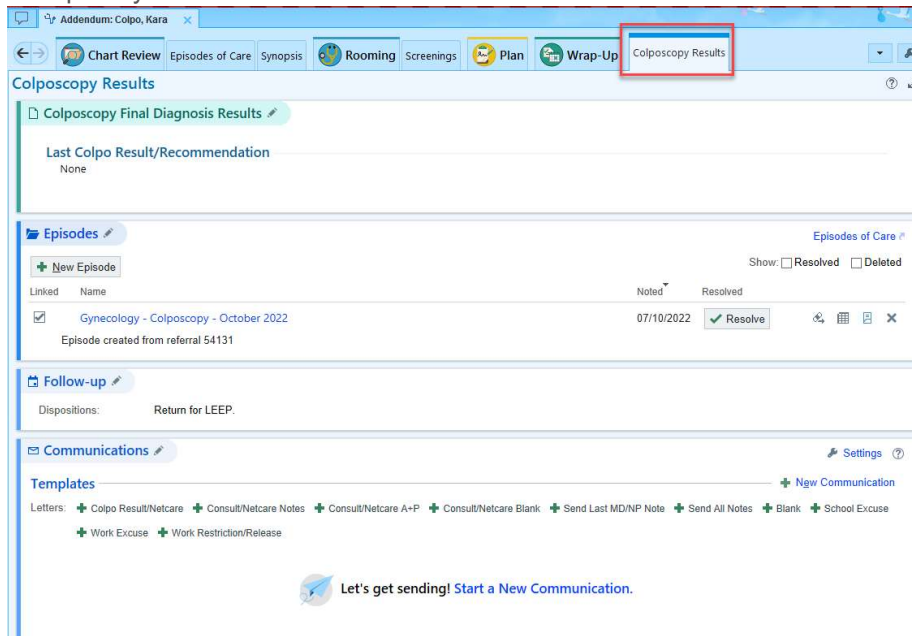 Addendum: Colpo, Kara ×
Chart Review Episodes of Care Synopsis Rooming Screenings Plan Wrap-Up Colposcopy Results
Colposcopy Results
Colposcopy Final Diagnosis Results
Last Colpo Result/Recommendation
None
Episodes Episodes of Care
New Episode Show: Resolved Deleted
Linked Name Noted Resolved
Gynecology - Colposcopy - October 2022 07/10/2022 Resolve
Episode created from referral 54131
Follow-up
Dispositions: Return for LEEP.
Communications Settings
Templates New Communication
Letters: Colpo Result/Netcare Consult/Netcare Notes Consult/Netcare A+P Consult/Netcare Blank Send Last MD/NP Note Send All Notes Blank School Excuse
Work Excuse Work Restriction/Release
Let's get sending! Start a New Communication.